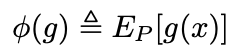 ϕ(g) ≜ E_P[g(x)]